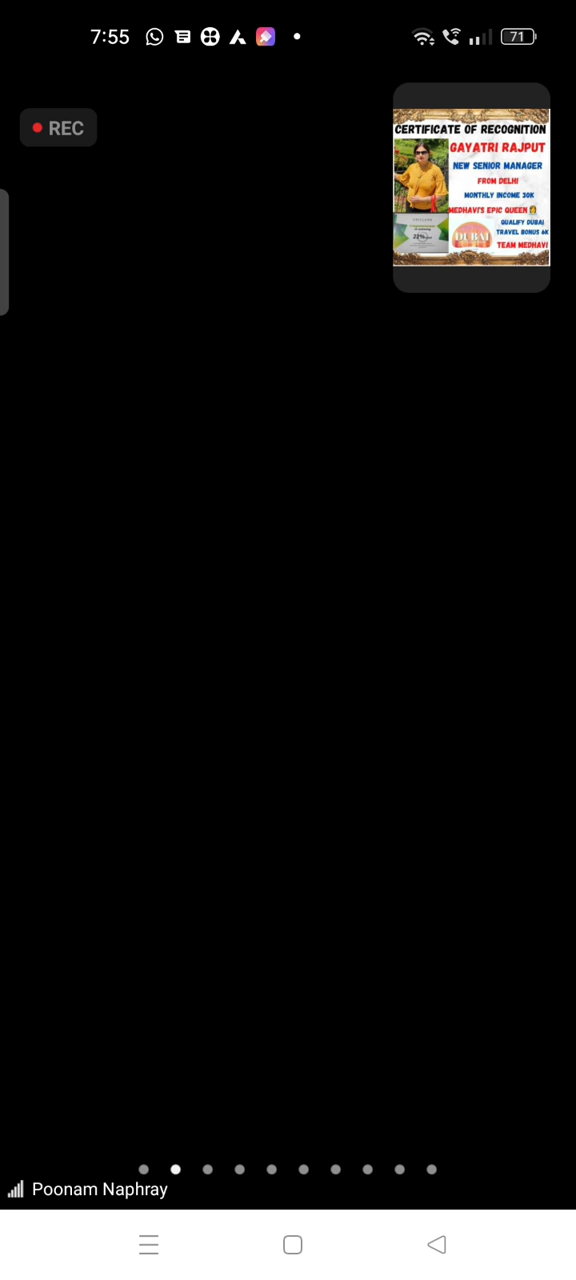 7:55
71
REC
CERTIFICATE OF RECOGNITION
GAYATRI RAJPUT
NEW SENIOR MANAGER
FROM DELHI
MONTHLY INCOME 30K
MEDHAVI'S EPIC QUEEN
QUALIFY DUBAI
TRAVEL BONUS 6K
TEAM MEDHAVI
22%
DUBAI
Poonam Naphray